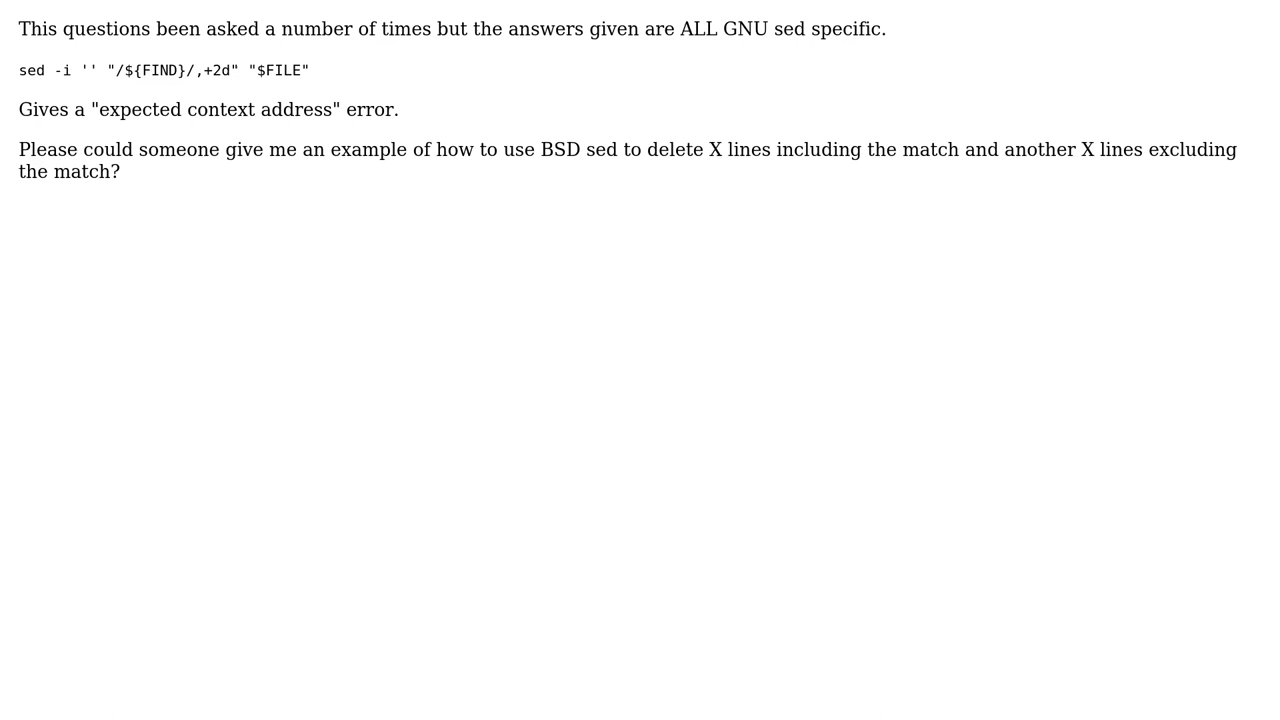 This questions been asked a number of times but the answers given are ALL GNU sed specific.
sed -i '' "/${FIND}/,+2d" "$FILE"
Gives a "expected context address" error.
Please could someone give me an example of how to use BSD sed to delete X lines including the match and another X lines excluding
the match?